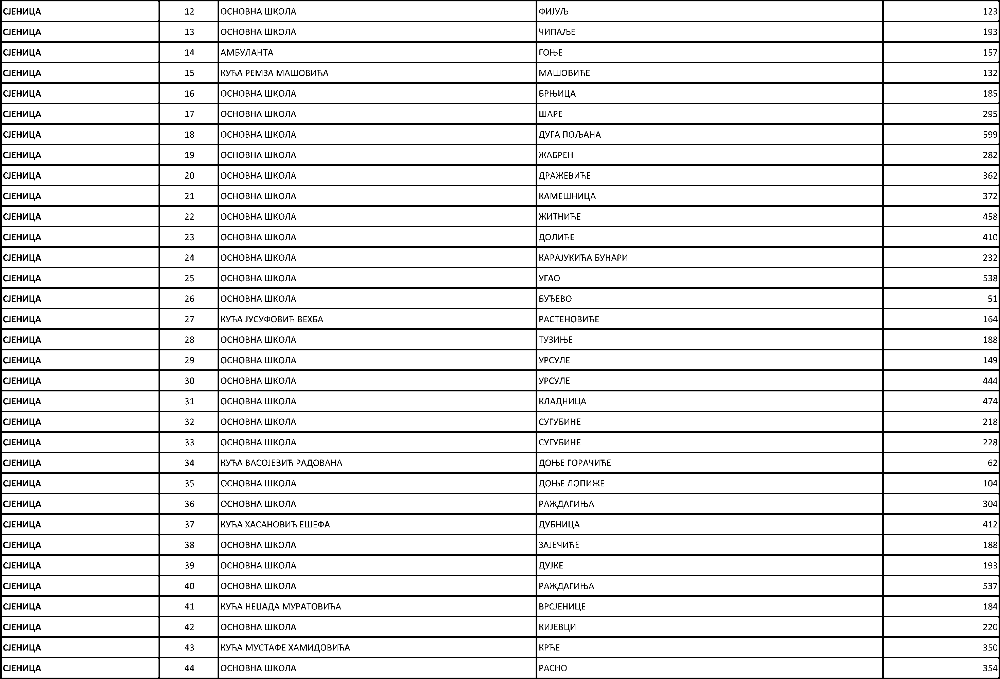 СЈЕНИЦА 12 ОСНОВНА ШКОЛА ФИЈУЉ 123
СЈЕНИЦА 13 ОСНОВНА ШКОЛА ЧИПАЉЕ 193
СЈЕНИЦА 14 АМБУЛАНТА ГОЊЕ 157
СЈЕНИЦА 15 КУЋА РЕМЗА МАШОВИЋА МАШОВИЋЕ 132
СЈЕНИЦА 16 ОСНОВНА ШКОЛА БРЊИЦА 185
СЈЕНИЦА 17 ОСНОВНА ШКОЛА ШАРЕ 295
СЈЕНИЦА 18 ОСНОВНА ШКОЛА ДУГА ПОЉАНА 599
СЈЕНИЦА 19 ОСНОВНА ШКОЛА ЖАБРЕН 282
СЈЕНИЦА 20 ОСНОВНА ШКОЛА ДРАЖЕВИЋЕ 362
СЈЕНИЦА 21 ОСНОВНА ШКОЛА КАМЕШНИЦА 372
СЈЕНИЦА 22 ОСНОВНА ШКОЛА ЖИТНИЋЕ 458
СЈЕНИЦА 23 ОСНОВНА ШКОЛА ДОЛИЋЕ 410
СЈЕНИЦА 24 ОСНОВНА ШКОЛА КАРАЈУКИЋА БУНАРИ 232
СЈЕНИЦА 25 ОСНОВНА ШКОЛА УГАО 538
СЈЕНИЦА 26 ОСНОВНА ШКОЛА БУЂЕВО 51
СЈЕНИЦА 27 КУЋА ЈУСУФОВИЋ ВЕХБА РАСТЕНОВИЋЕ 164
СЈЕНИЦА 28 ОСНОВНА ШКОЛА ТУЗИЊЕ 188
СЈЕНИЦА 29 ОСНОВНА ШКОЛА УРСУЛЕ 149
СЈЕНИЦА 30 ОСНОВНА ШКОЛА УРСУЛЕ 444
СЈЕНИЦА 31 ОСНОВНА ШКОЛА КЛАДНИЦА 474
СЈЕНИЦА 32 ОСНОВНА ШКОЛА СУГУБИНЕ 218
СЈЕНИЦА 33 ОСНОВНА ШКОЛА СУГУБИНЕ 228
СЈЕНИЦА 34 КУЋА ВАСОЈЕВИЋ РАДОВАНА ДОЊЕ ГОРАЧИЋЕ 62
СЈЕНИЦА 35 ОСНОВНА ШКОЛА ДОЊЕ ЛОПИЖЕ 104
СЈЕНИЦА 36 ОСНОВНА ШКОЛА РАЖДАГИЊА 304
СЈЕНИЦА 37 КУЋА ХАСАНОВИЋ ЕШЕФА ДУБНИЦА 412
СЈЕНИЦА 38 ОСНОВНА ШКОЛА ЗАЈЕЧИЋЕ 188
СЈЕНИЦА 39 ОСНОВНА ШКОЛА ДУЈКЕ 193
СЈЕНИЦА 40 ОСНОВНА ШКОЛА РАЖДАГИЊА 537
СЈЕНИЦА 41 КУЋА НЕЏАДА МУРАТОВИЋА ВРСЈЕНИЦЕ 184
СЈЕНИЦА 42 ОСНОВНА ШКОЛА КИЈЕВЦИ 220
СЈЕНИЦА 43 КУЋА МУСТАФЕ ХАМИДОВИЋА КРЋЕ 350
СЈЕНИЦА 44 ОСНОВНА ШКОЛА РАСНО 354